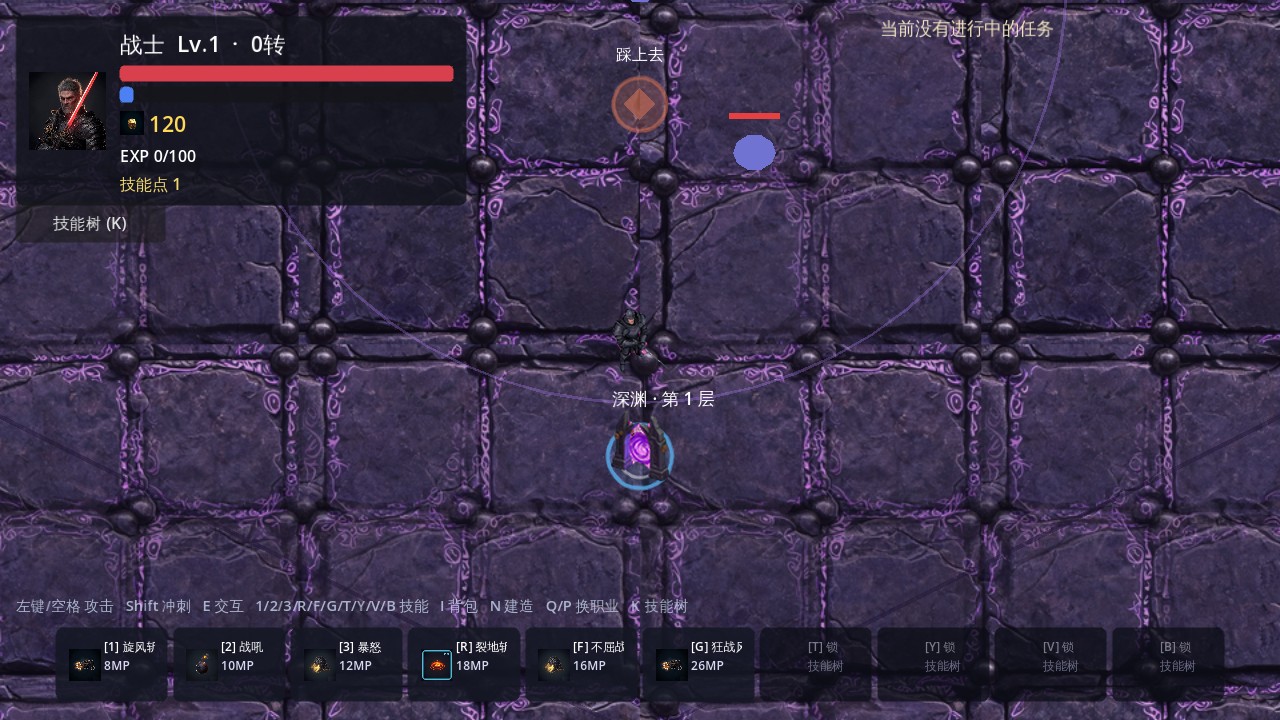 战士 Lv.1 · 0转
120
EXP 0/100
技能点 1
技能树 (K)
踩上去
当前没有进行中的任务
深渊 · 第 1 层
左键/空格 攻击 Shift 冲刺 E 交互 1/2/3/R/F/G/T/Y/V/B 技能 I 背包 N 建造 Q/P 换职业 K 技能树
[1] 旋风
8MP
[2] 战吼
10MP
[3] 暴怒
12MP
[R] 裂地
18MP
[F] 不屈
16MP
[G] 狂战
26MP
[T] 锁
技能树
[Y] 锁
技能树
[V] 锁
技能树
[B] 锁
技能树